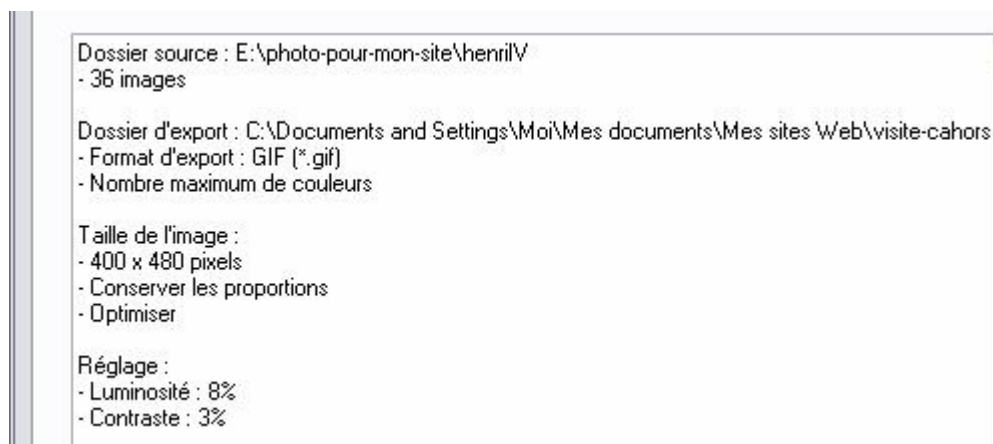 Dossier source : E:\photo-pour-mon-site\henriIV
- 36 images
Dossier d'export : C:\Documents and Settings\Moi\Mes documents\Mes sites Web\visite-cahors
- Format d'export : GIF (*.gif)
- Nombre maximum de couleurs
Taille de l'image :
- 400 x 480 pixels
- Conserver les proportions
- Optimiser
Réglage :
- Luminosité : 8%
- Contraste : 3%